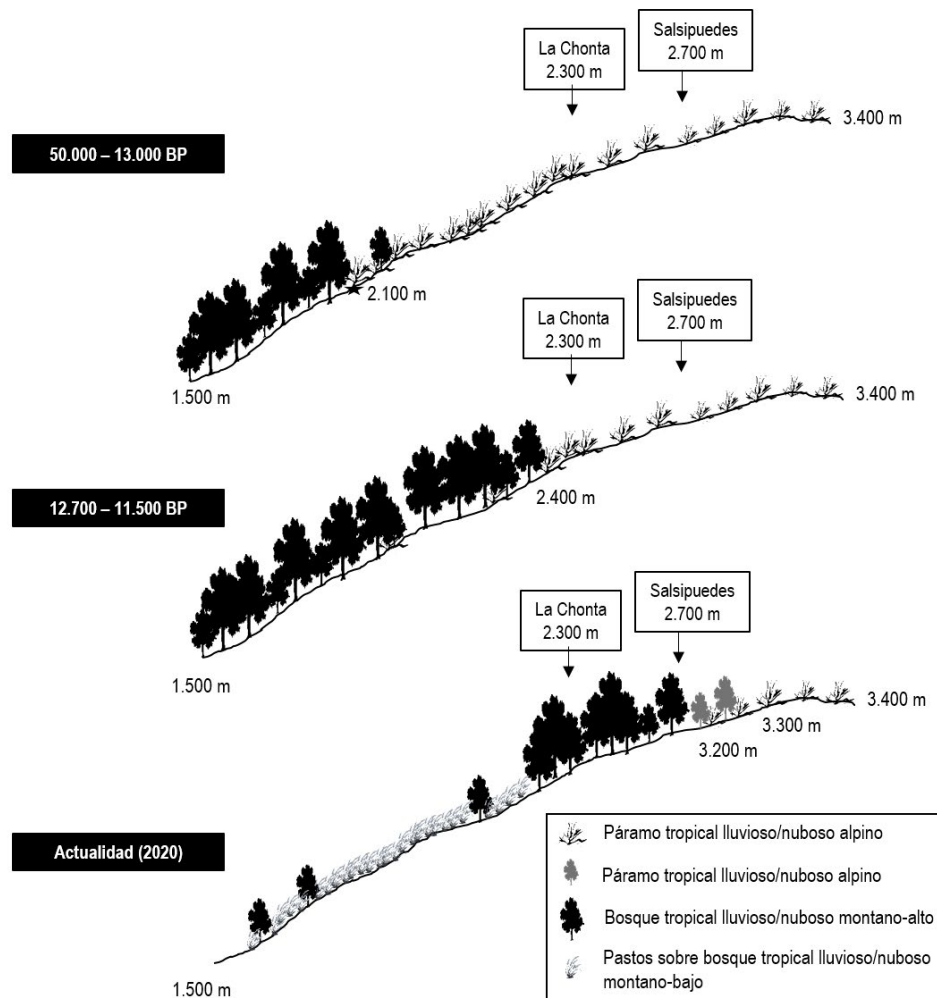 La Chonta
2.300 m
Salsipuedes
2.700 m
3.400 m
50.000 – 13.000 BP
2.100 m
1.500 m
La Chonta
2.300 m
Salsipuedes
2.700 m
3.400 m
12.700 – 11.500 BP
2.400 m
1.500 m
La Chonta
2.300 m
Salsipuedes
2.700 m
3.400 m
3.300 m
3.200 m
Actualidad (2020)
1.500 m
Páramo tropical lluvioso/nuboso alpino
Páramo tropical lluvioso/nuboso alpino
Bosque tropical lluvioso/nuboso montano-alto
Pastos sobre bosque tropical lluvioso/nuboso
montano-bajo